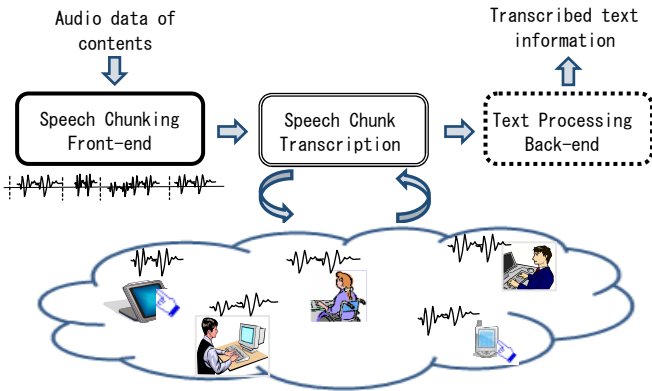 Audio data of
contents
Transcribed text
information
Speech Chunking
Front-end
Speech Chunk
Transcription
Text Processing
Back-end